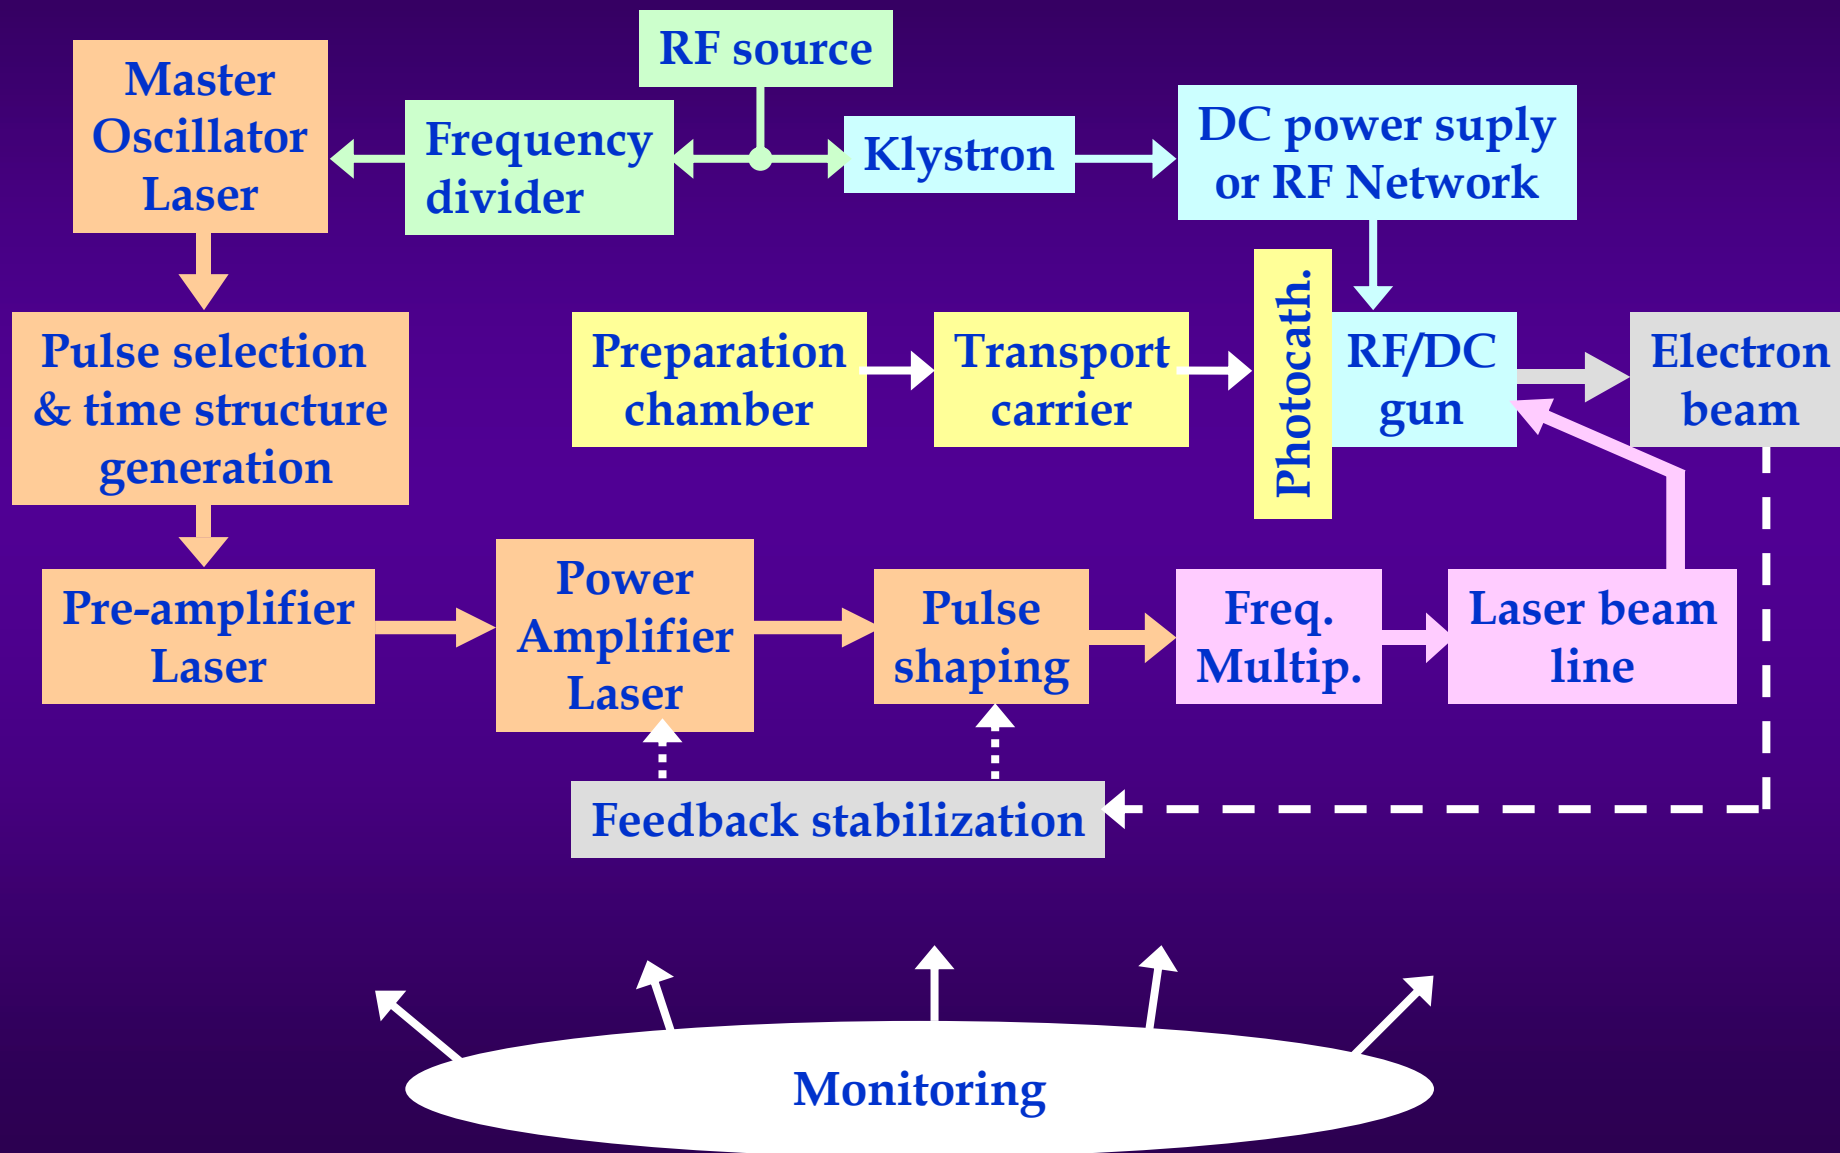 RF source
Master
Oscillator
Laser
Frequency
divider
Klystron
DC power suply
or RF Network
Pulse selection
& time structure
generation
Preparation
chamber
Transport
carrier
Photocath.
RF/DC
gun
Electron
beam
Pre-amplifier
Laser
Power
Amplifier
Laser
Pulse
shaping
Freq.
Multip.
Laser beam
line
Feedback stabilization
Monitoring